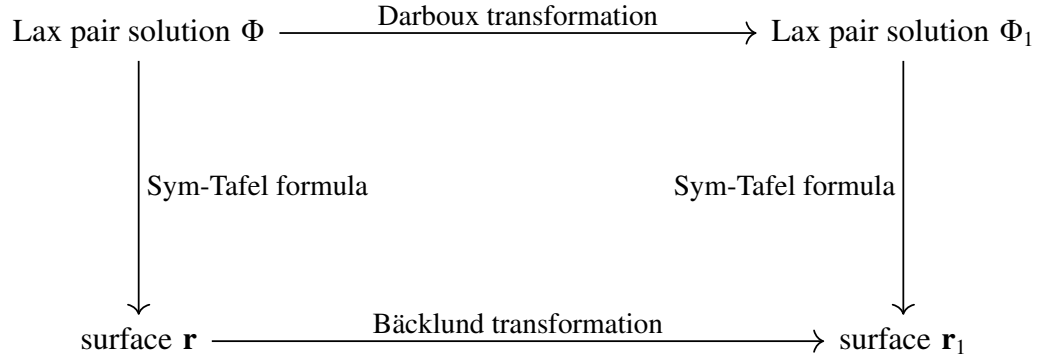 Darboux transformation
Lax pair solution Φ
Lax pair solution Φ₁
Sym-Tafel formula
Sym-Tafel formula
Bäcklund transformation
surface r
surface r₁